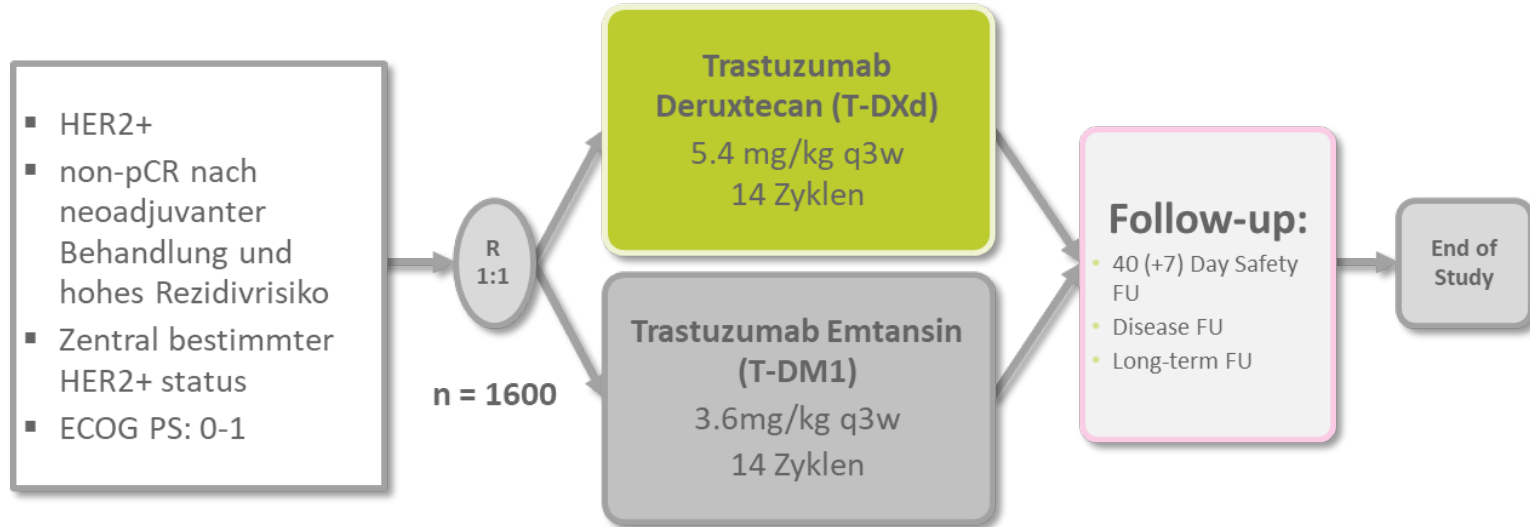 HER2+
non-pCR nach
neoadjuvanter
Behandlung und
hohes Rezidivrisiko
Zentral bestimmter
HER2+ status
ECOG PS: 0-1
R
1:1
n = 1600
Trastuzumab
Deruxtecan (T-DXd)
5.4 mg/kg q3w
14 Zyklen
Trastuzumab Emtansin
(T-DM1)
3.6mg/kg q3w
14 Zyklen
Follow-up:
40 (+7) Day Safety
FU
Disease FU
Long-term FU
End of
Study